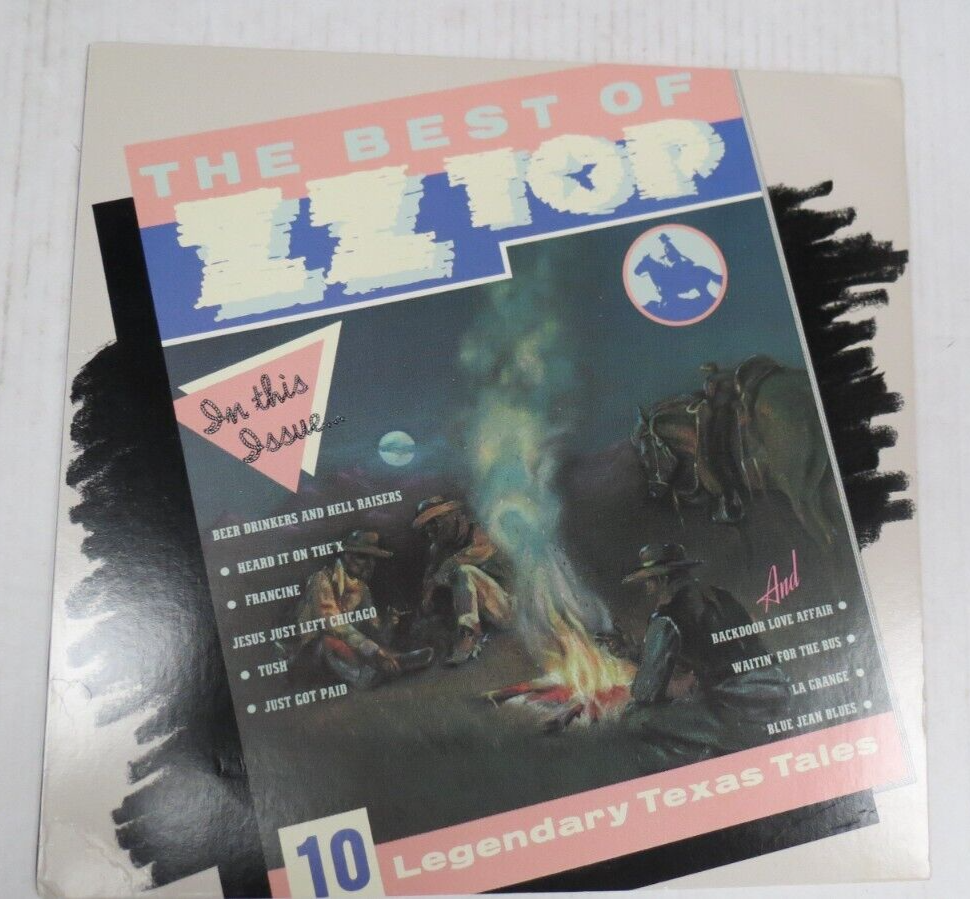 THE BEST OF
ZZ TOP
In this
Issue...
BEER DRINKERS AND HELL RAISERS
• HEARD IT ON THE X
• FRANCINE
JESUS JUST LEFT CHICAGO
• TUSH
• JUST GOT PAID
And
BACKDOOR LOVE AFFAIR •
WAITIN' FOR THE BUS •
LA GRANGE •
BLUE JEAN BLUES •
10 Legendary Texas Tales